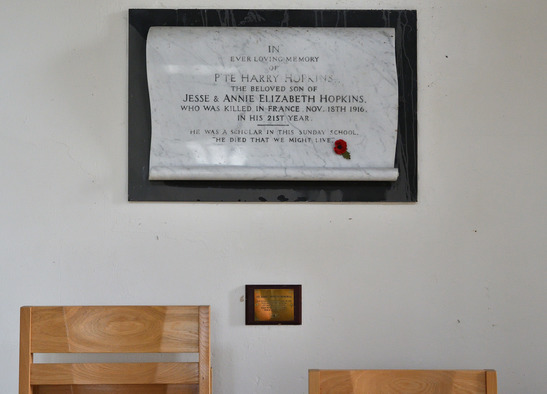 IN
EVER LOVING MEMORY
OF
PTE HARRY HOPKINS,
THE BELOVED SON OF
JESSE & ANNIE ELIZABETH HOPKINS,
WHO WAS KILLED IN FRANCE, NOV. 18TH 1916,
IN HIS 21ST YEAR.
HE WAS A SCHOLAR IN THIS SUNDAY SCHOOL.
"HE DIED THAT WE MIGHT LIVE"